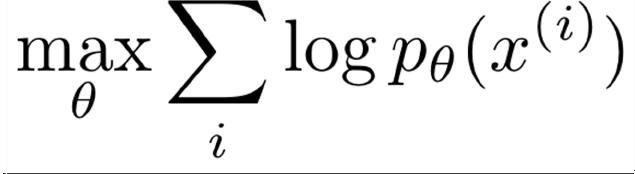 max_θ ∑_i log p_θ(x^(i))